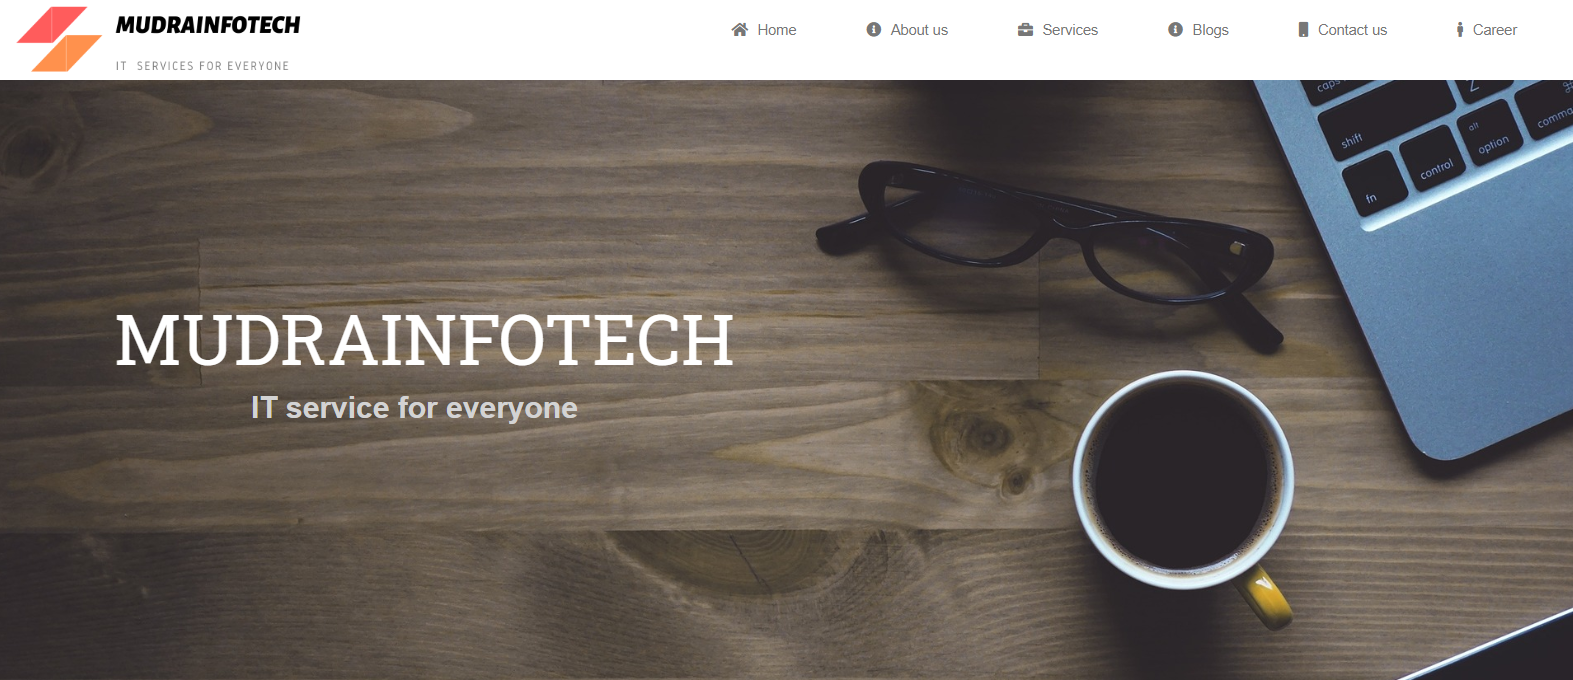 MUDRAINFOTECH
IT SERVICES FOR EVERYONE
Home About us Services Blogs Contact us Career
caps
Z
shift
alt
option
control
fn
MUDRAINFOTECH
IT service for everyone